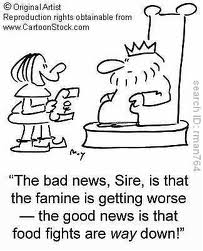 © Original Artist
Reproduction rights obtainable from
www.CartoonStock.com
search ID: rman764
"The bad news, Sire, is that
the famine is getting worse
— the good news is that
food fights are way down!"